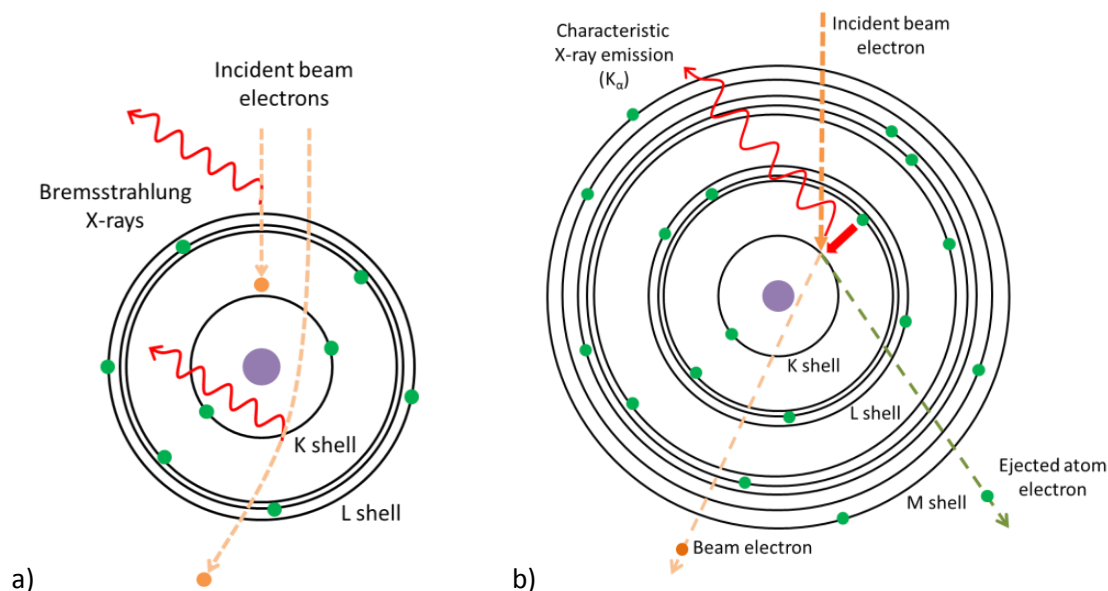 Incident beam
electrons
Bremsstrahlung
X-rays
K shell
L shell
a)
Characteristic
X-ray emission
(Kα)
Incident beam
electron
K shell
L shell
M shell
Ejected atom
electron
Beam electron
b)